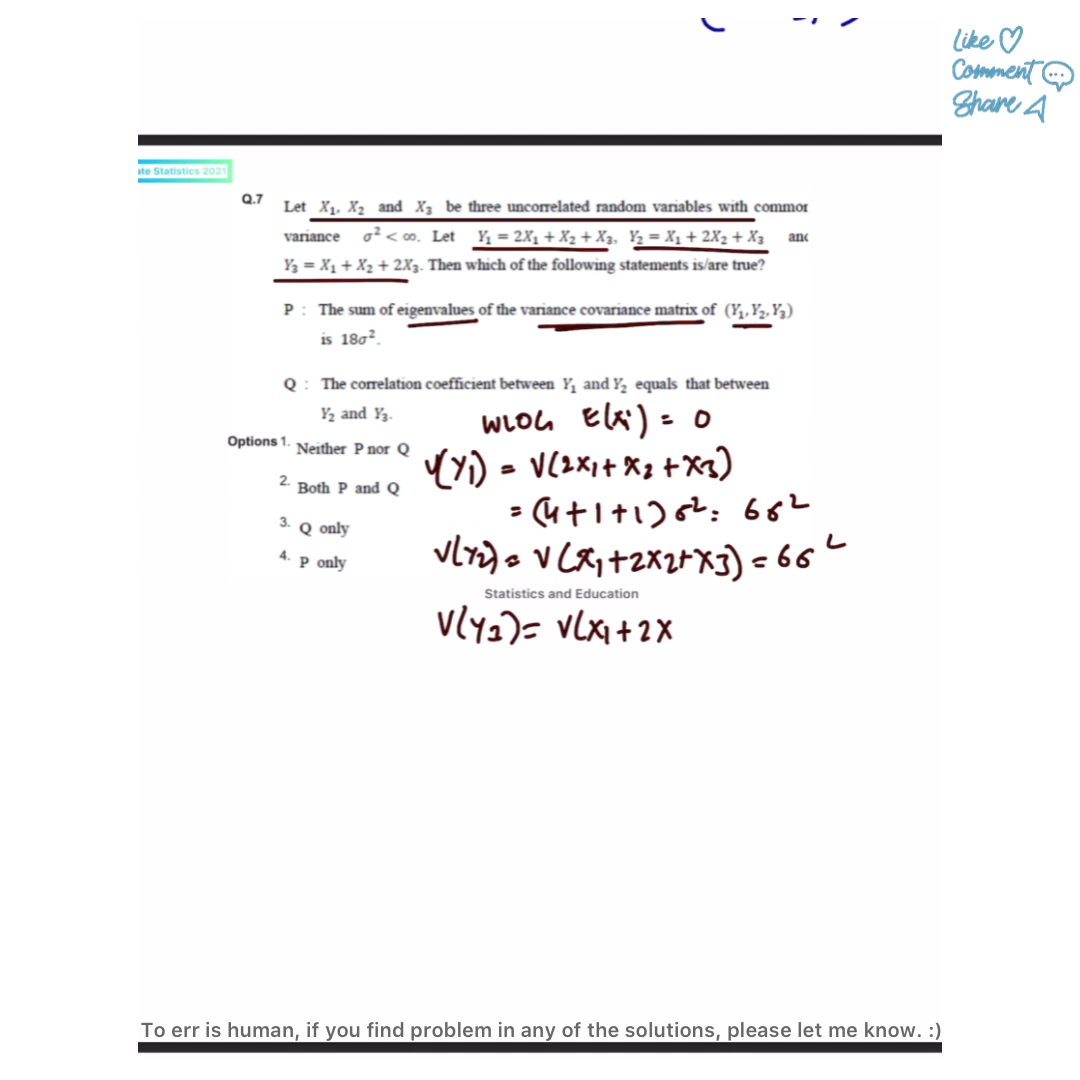 Like
Comment
Share
ate Statistics 2021
Q.7 Let X₁, X₂ and X₃ be three uncorrelated random variables with common
variance σ² < ∞. Let Y₁ = 2X₁ + X₂ + X₃, Y₂ = X₁ + 2X₂ + X₃ and
Y₃ = X₁ + X₂ + 2X₃. Then which of the following statements is/are true?
P : The sum of eigenvalues of the variance covariance matrix of (Y₁, Y₂, Y₃)
is 18σ².
Q : The correlation coefficient between Y₁ and Y₂ equals that between
Y₂ and Y₃.
WLOG E(Xi) = 0
Options 1. Neither P nor Q
V(Y1) = V(2X1 + X2 + X3)
2. Both P and Q
= (4+1+1)σ² = 6σ²
3. Q only
V(Y2) = V(X1+2X2+X3) = 6σ²
4. P only
Statistics and Education
V(Y3) = V(X1+2X
To err is human, if you find problem in any of the solutions, please let me know. :)